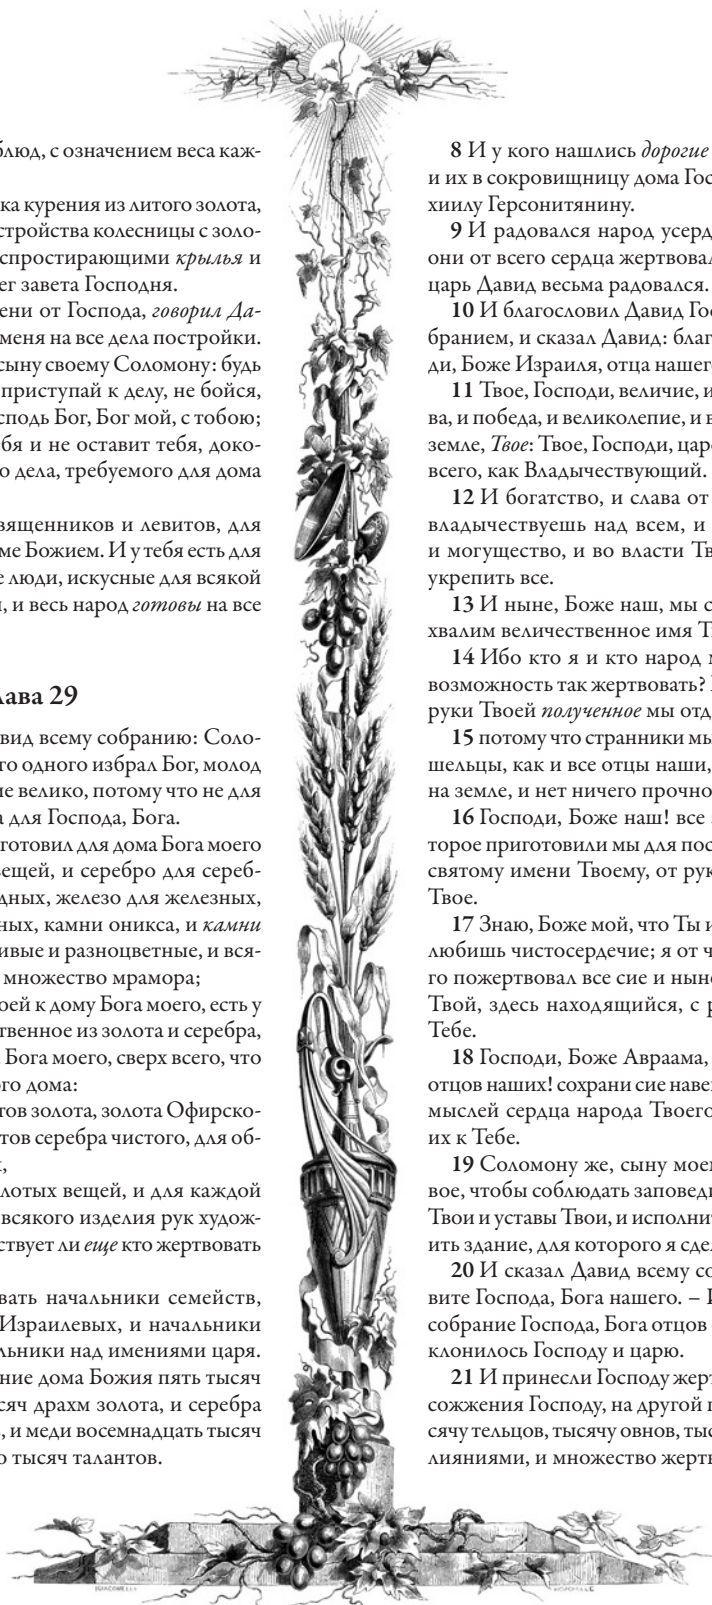 блюд, с означением веса каж-
ка курения из литого золота,
стройства колесницы с золо-
спростирающими крылья и
ег завета Господня.
ени от Господа, говорил Да-
меня на все дела постройки.
сыну своему Соломону: будь
приступай к делу, не бойся,
сподь Бог, Бог мой, с тобою;
бя и не оставит тебя, доко-
о дела, требуемого для дома
вященников и левитов, для
ме Божием. И у тебя есть для
е люди, искусные для всякой
, и весь народ готовы на все
лава 29
вид всему собранию: Соло-
го одного избрал Бог, молод
ие велико, потому что не для
а для Господа, Бога.
готовил для дома Бога моего
вещей, и серебро для сереб-
дных, железо для железных,
ных, камни оникса, и камни
ивые и разноцветные, и вся-
множество мрамора;
оей к дому Бога моего, есть у
твенное из золота и серебра,
Бога моего, сверх всего, что
ого дома:
тов золота, золота Офирско-
тов серебра чистого, для об-
,
лотых вещей, и для каждой
всякого изделия рук худож-
ствует ли еще кто жертвовать
вать начальники семейств,
Израилевых, и начальники
льники над имениями царя.
ние дома Божия пять тысяч
сяч драхм золота, и серебра
, и меди восемнадцать тысяч
о тысяч талантов.
8 И у кого нашлись дорогие
и их в сокровищницу дома Гос
хиилу Герсонитянину.
9 И радовался народ усерд
они от всего сердца жертвовал
царь Давид весьма радовался.
10 И благословил Давид Гос
бранием, и сказал Давид: благ
ди, Боже Израиля, отца нашег
11 Твое, Господи, величие, и
ва, и победа, и великолепие, и в
земле, Твое: Твое, Господи, цар
всего, как Владычествующий.
12 И богатство, и слава от
владычествуешь над всем, и
и могущество, и во власти Тв
укрепить все.
13 И ныне, Боже наш, мы с
хвалим величественное имя Т
14 Ибо кто я и кто народ м
возможность так жертвовать?
руки Твоей полученное мы отд
15 потому что странники мы
шельцы, как и все отцы наши,
на земле, и нет ничего прочно
16 Господи, Боже наш! все
торое приготовили мы для пос
святому имени Твоему, от рук
Твое.
17 Знаю, Боже мой, что Ты и
любишь чистосердечие; я от ч
го пожертвовал все сие и ныне
Твой, здесь находящийся, с р
Тебе.
18 Господи, Боже Авраама,
отцов наших! сохрани сие наве
мыслей сердца народа Твоего
их к Тебе.
19 Соломону же, сыну моем
вое, чтобы соблюдать заповеди
Твои и уставы Твои, и исполнит
ить здание, для которого я сдел
20 И сказал Давид всему со
вите Господа, Бога нашего. – И
собрание Господа, Бога отцов
клонилось Господу и царю.
21 И принесли Господу жерт
сожжения Господу, на другой п
сячу тельцов, тысячу овнов, тыс
лияниями, и множество жертв